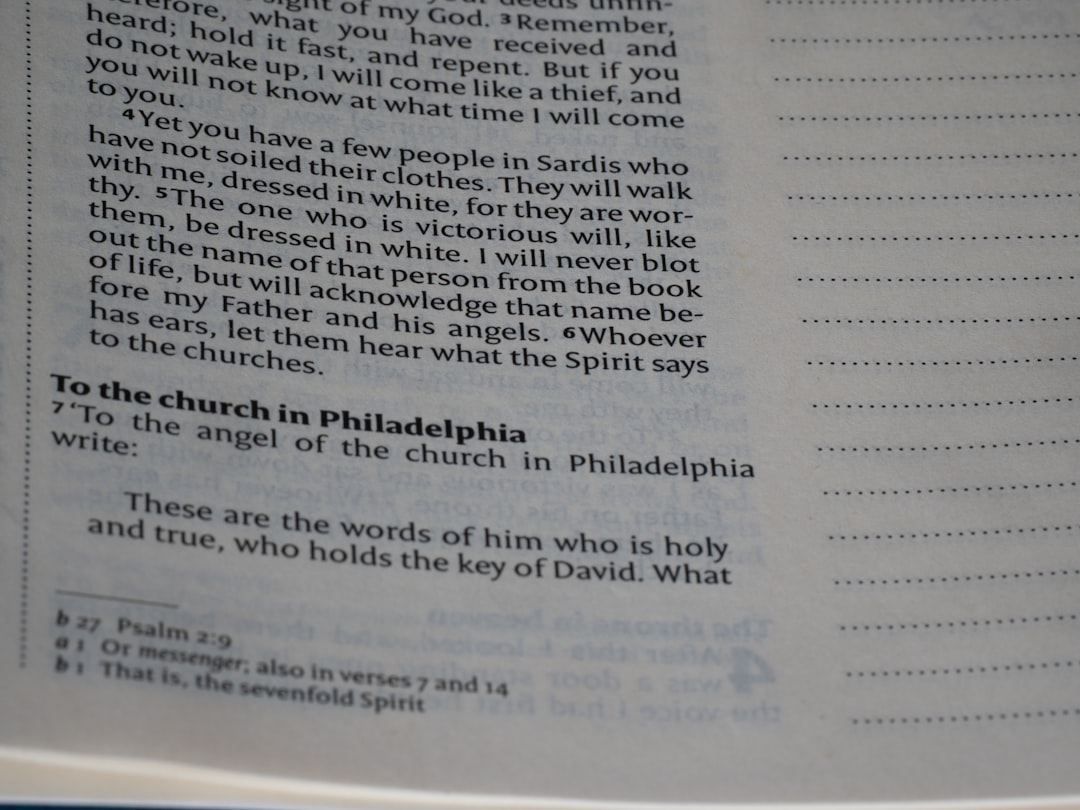 sight of my God. ³Remember,
what you have received and
heard; hold it fast, and repent. But if you
do not wake up, I will come like a thief, and
you will not know at what time I will come
to you.
⁴Yet you have a few people in Sardis who
have not soiled their clothes. They will walk
with me, dressed in white, for they are wor-
thy. ⁵The one who is victorious will, like
them, be dressed in white. I will never blot
out the name of that person from the book
of life, but will acknowledge that name be-
fore my Father and his angels. ⁶Whoever
has ears, let them hear what the Spirit says
to the churches.
To the church in Philadelphia
⁷‘To the angel of the church in Philadelphia
write:
These are the words of him who is holy
and true, who holds the key of David. What
b 27 Psalm 2:9
a 1 Or messenger; also in verses 7 and 14
b 1 That is, the sevenfold Spirit